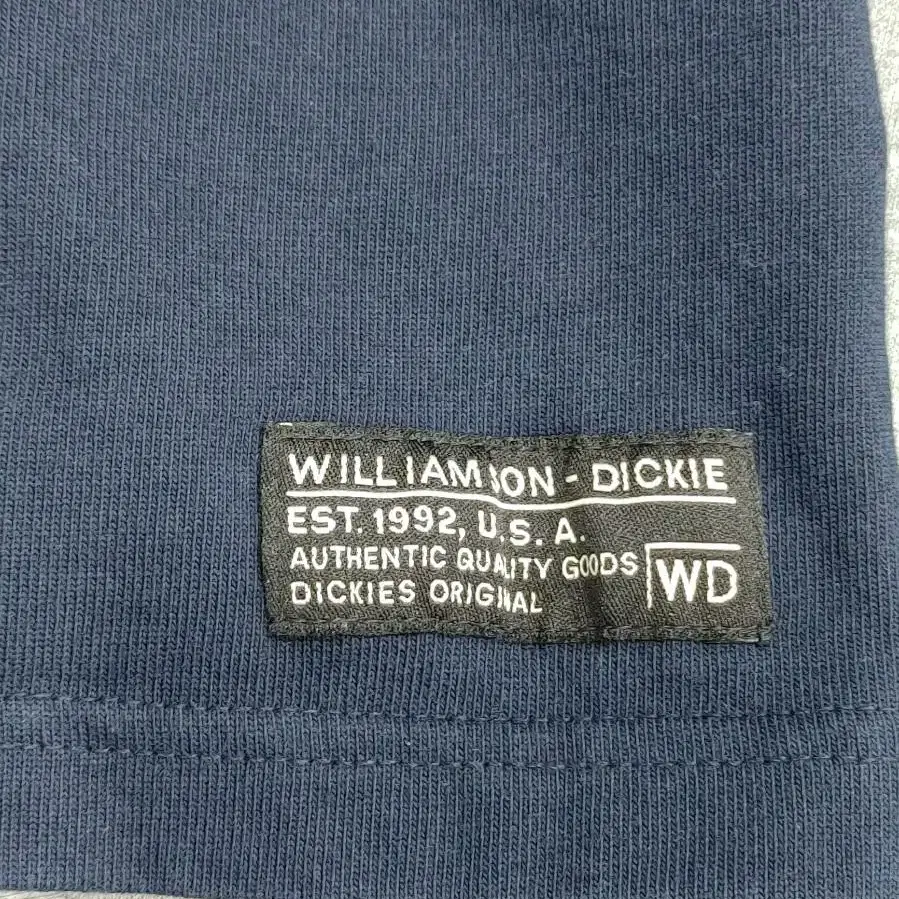 WILLIAMSON - DICKIE
EST. 1992, U.S.A.
AUTHENTIC QUALITY GOODS
DICKIES ORIGINAL
WD